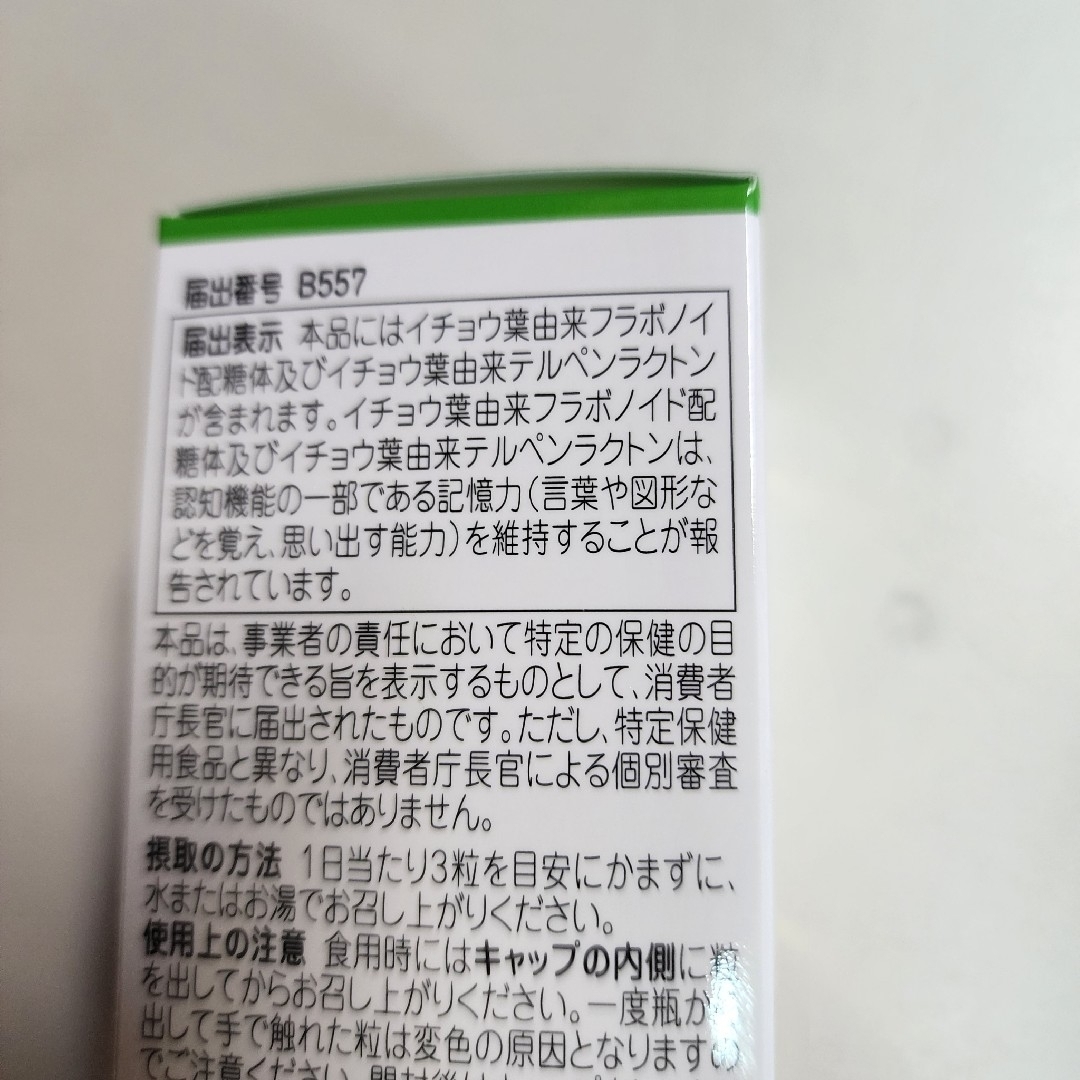 届出番号 B557
届出表示 本品にはイチョウ葉由来フラボノイ
ド配糖体及びイチョウ葉由来テルペンラクトン
が含まれます。イチョウ葉由来フラボノイド配
糖体及びイチョウ葉由来テルペンラクトンは、
認知機能の一部である記憶力(言葉や図形な
どを覚え、思い出す能力)を維持することが報
告されています。
本品は、事業者の責任において特定の保健の目
的が期待できる旨を表示するものとして、消費者
庁長官に届出されたものです。ただし、特定保健
用食品と異なり、消費者庁長官による個別審査
を受けたものではありません。
摂取の方法 1日当たり3粒を目安にかまずに、
水またはお湯でお召し上がりください。
使用上の注意 食用時にはキャップの内側に粒
を出してからお召し上がりください。一度瓶か
出して手で触れた粒は変色の原因となりますの
でご注意ください。開封後は